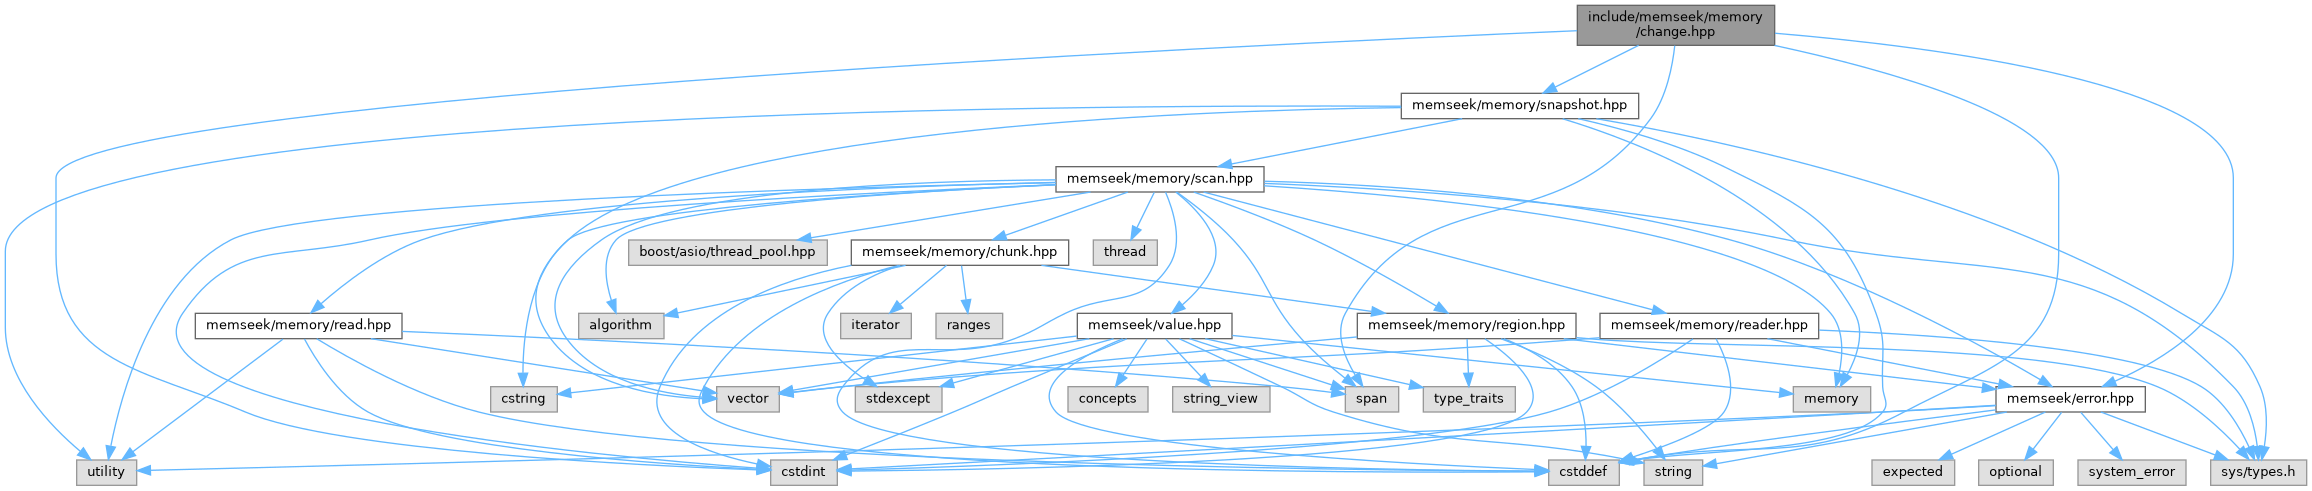 include/memseek/memory
/change.hpp
memseek/memory/snapshot.hpp
memseek/memory/scan.hpp
boost/asio/thread_pool.hpp
memseek/memory/chunk.hpp
thread
memseek/memory/read.hpp
algorithm
iterator
ranges
memseek/value.hpp
memseek/memory/region.hpp
memseek/memory/reader.hpp
cstring
vector
stdexcept
concepts
string_view
span
type_traits
memory
memseek/error.hpp
utility
cstdint
cstddef
string
expected
optional
system_error
sys/types.h